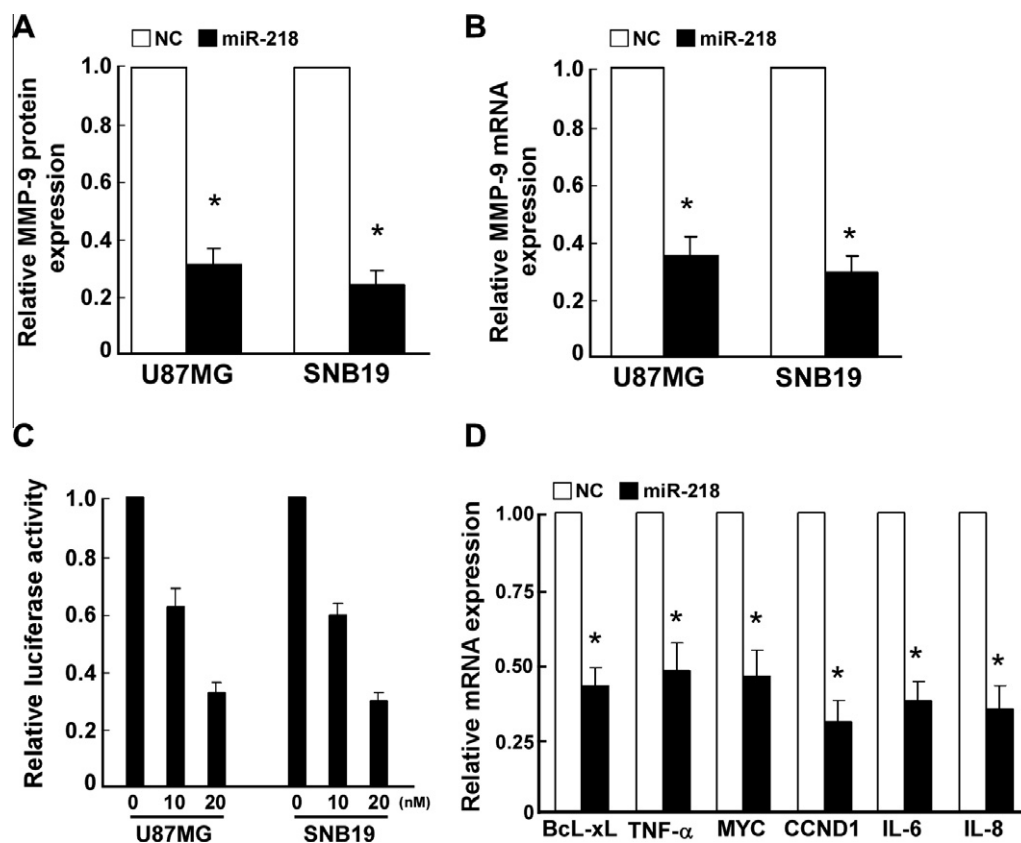 A
NC miR-218
Relative MMP-9 protein
expression
1.0
0.8
0.6
0.4
0.2
0
*
*
U87MG SNB19
B
NC miR-218
Relative MMP-9 mRNA
expression
1.0
0.8
0.6
0.4
0.2
0
*
*
U87MG SNB19
C
Relative luciferase activity
1.0
0.8
0.6
0.4
0.2
0
0 10 20 0 10 20 (nM)
U87MG SNB19
D
NC miR-218
Relative mRNA expression
1.00
0.75
0.50
0.25
0
* * * * * *
BcL-xL TNF-α MYC CCND1 IL-6 IL-8